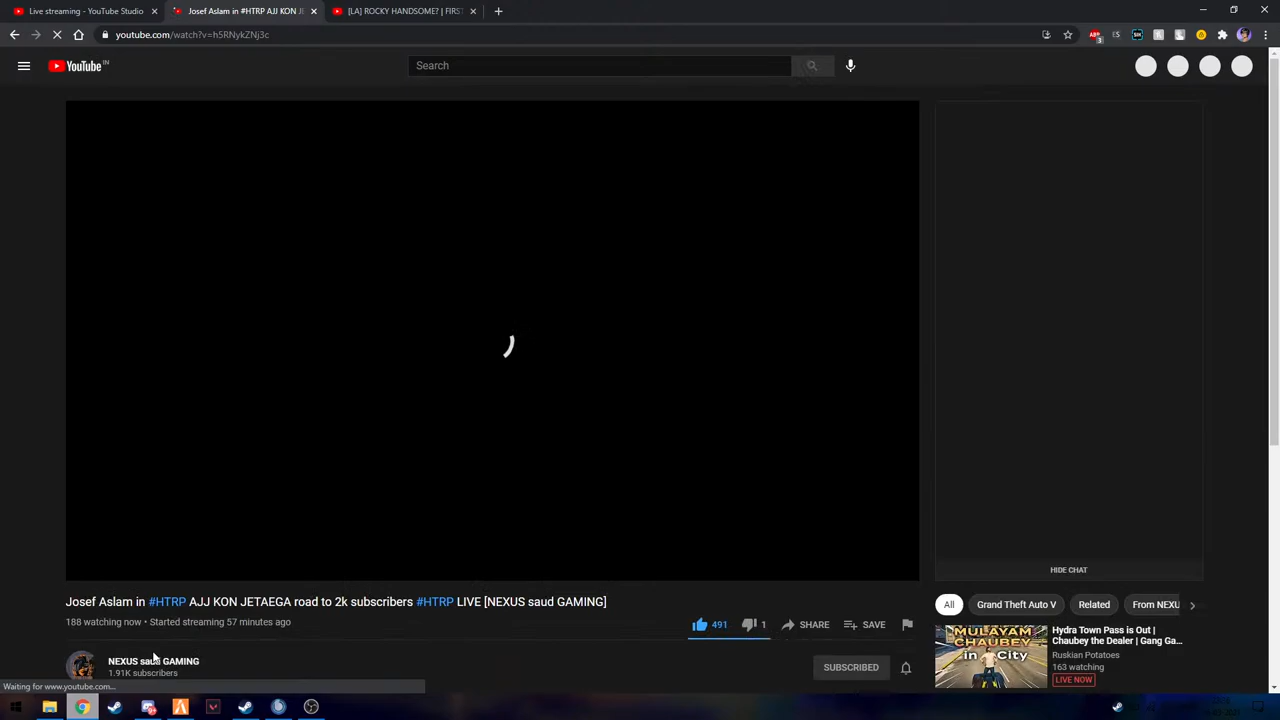 Live streaming - YouTube Studio
Josef Aslam in #HTRP AJJ KON JE
[LA] ROCKY HANDSOME? | FIRS
youtube.com/watch?v=h5RNykZNj3c
YouTube IN
Search
HIDE CHAT
Josef Aslam in #HTRP AJJ KON JETAEGA road to 2k subscribers #HTRP LIVE [NEXUS saud GAMING]
188 watching now • Started streaming 57 minutes ago
491
1
SHARE
SAVE
All
Grand Theft Auto V
Related
From NEXU
NEXUS saud GAMING
1.91K subscribers
SUBSCRIBED
MULAYAM
CHAUBEY
in City
Hydra Town Pass is Out |
Chaubey the Dealer | Gang Ga...
Ruskian Potatoes
163 watching
LIVE NOW
Waiting for www.youtube.com...